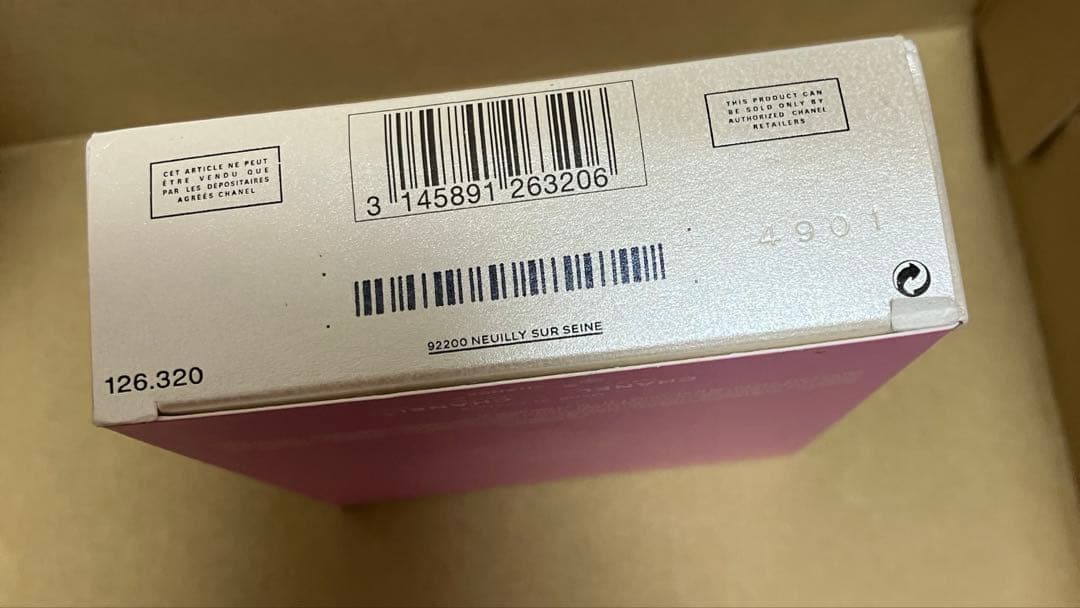 CET ARTICLE NE PEUT
ÊTRE VENDU QUE
PAR LES DÉPOSITAIRES
AGRÉÉS CHANEL
3 145891 263206
THIS PRODUCT CAN
BE SOLD ONLY BY
AUTHORIZED CHANEL
RETAILERS
4901
92200 NEUILLY SUR SEINE
126.320
CHANEL